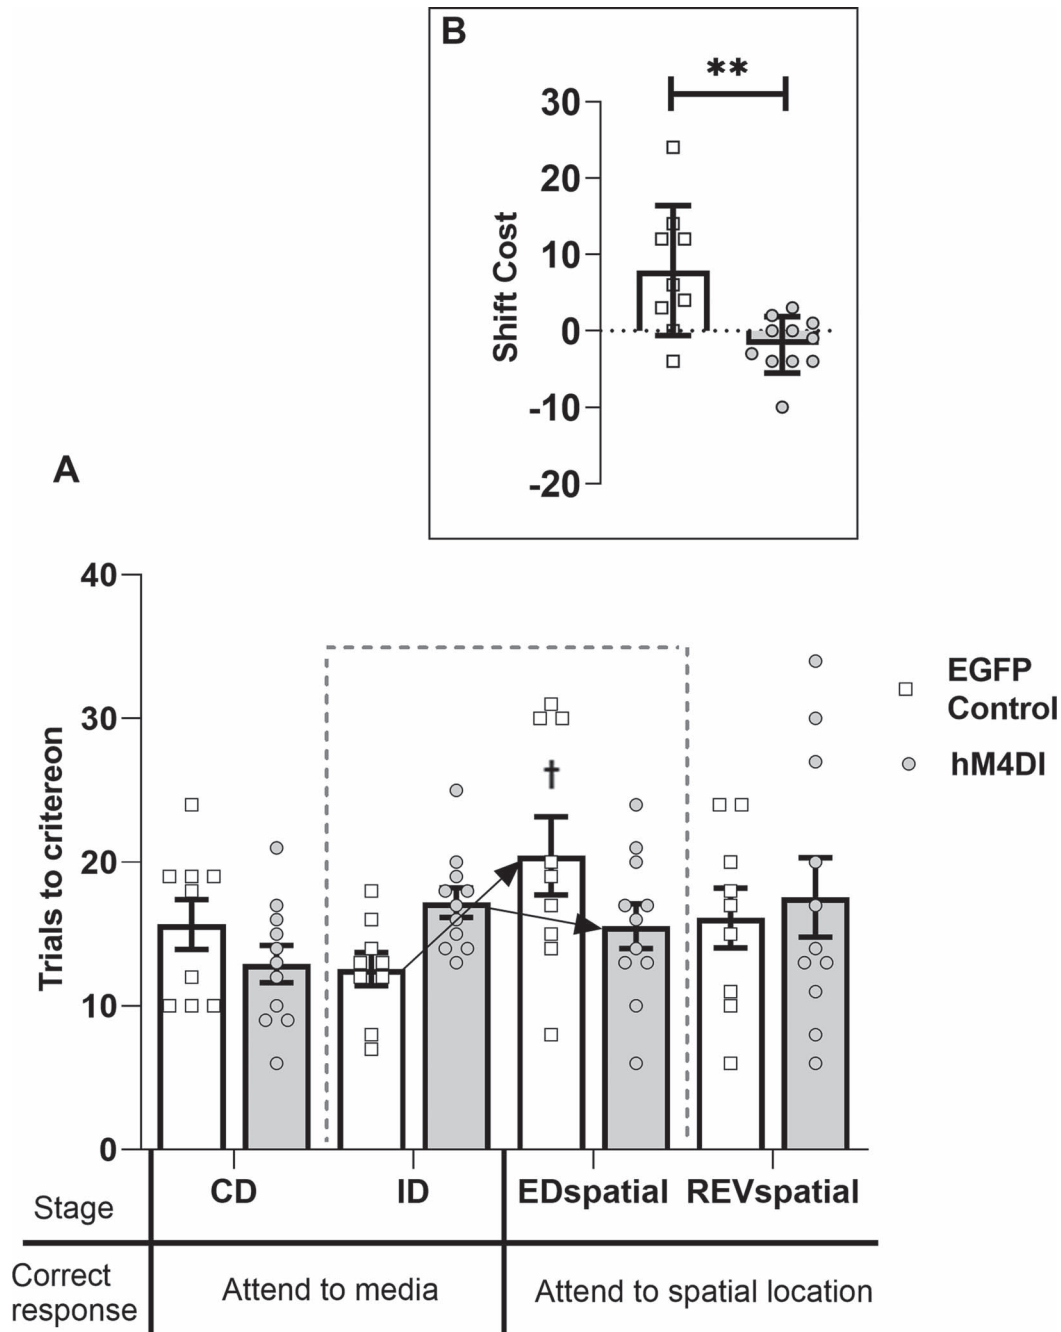 B
**
30
20
10
0
-10
-20
Shift Cost
A
40
30
20
10
0
Trials to critereon
†
EGFP
Control
hM4DI
CD ID EDspatial REVspatial
Stage
Correct
response
Attend to media
Attend to spatial location